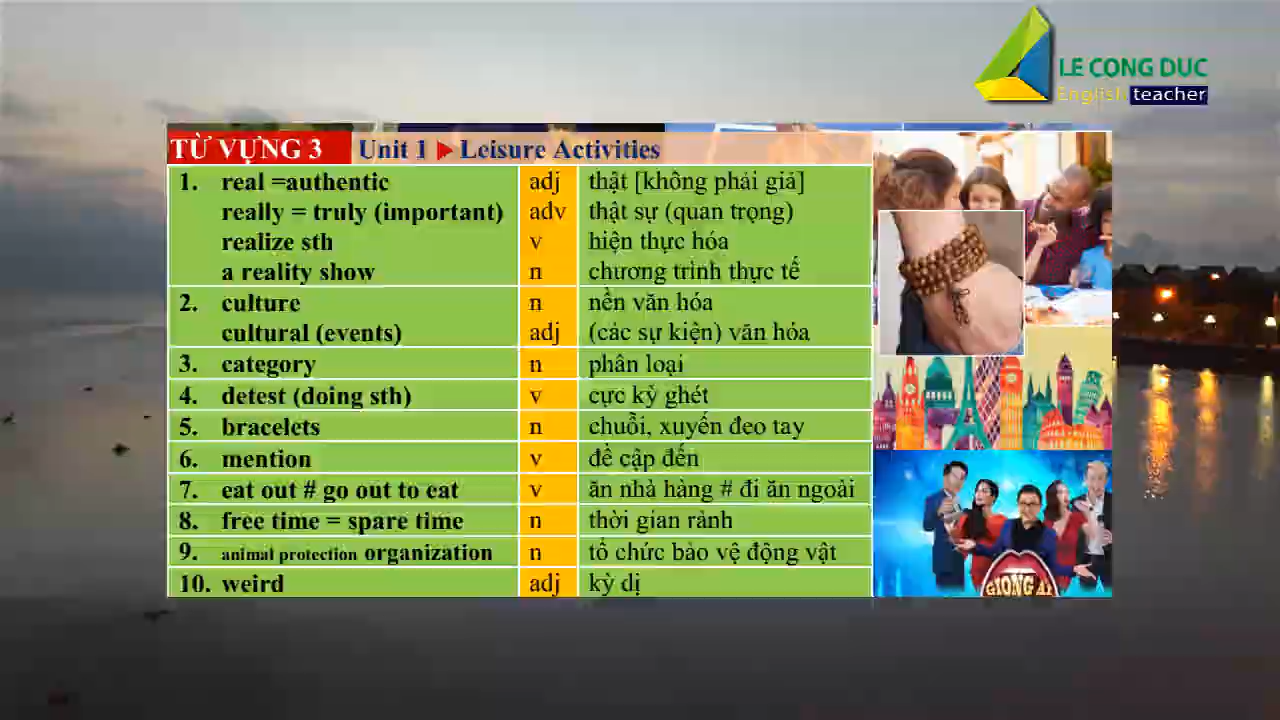 LE CONG DUC
English teacher
TỪ VỰNG 3 Unit 1 ▶ Leisure Activities
1. real =authentic adj thật [không phải giả]
really = truly (important) adv thật sự (quan trọng)
realize sth v hiện thực hóa
a reality show n chương trình thực tế
2. culture n nền văn hóa
cultural (events) adj (các sự kiện) văn hóa
3. category n phân loại
4. detest (doing sth) v cực kỳ ghét
5. bracelets n chuỗi, xuyến đeo tay
6. mention v đề cập đến
7. eat out # go out to eat v ăn nhà hàng # đi ăn ngoài
8. free time = spare time n thời gian rảnh
9. animal protection organization n tổ chức bảo vệ động vật
10. weird adj kỳ dị
GIỌNG ẢI